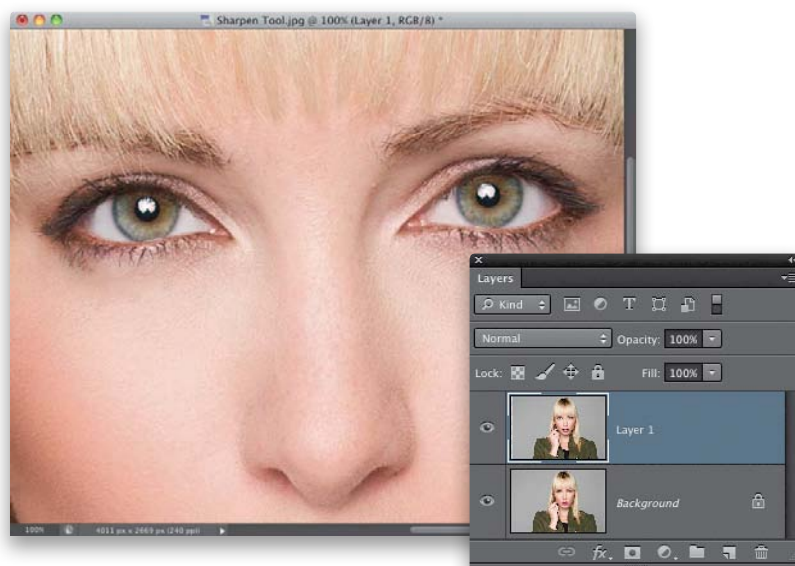 Sharpen Tool.jpg @ 100% (Layer 1, RGB/8) *
Layers
Kind
Normal
Opacity: 100%
Lock:
Fill: 100%
Layer 1
Background
100%
4011 px x 2669 px (240 ppi)
fx